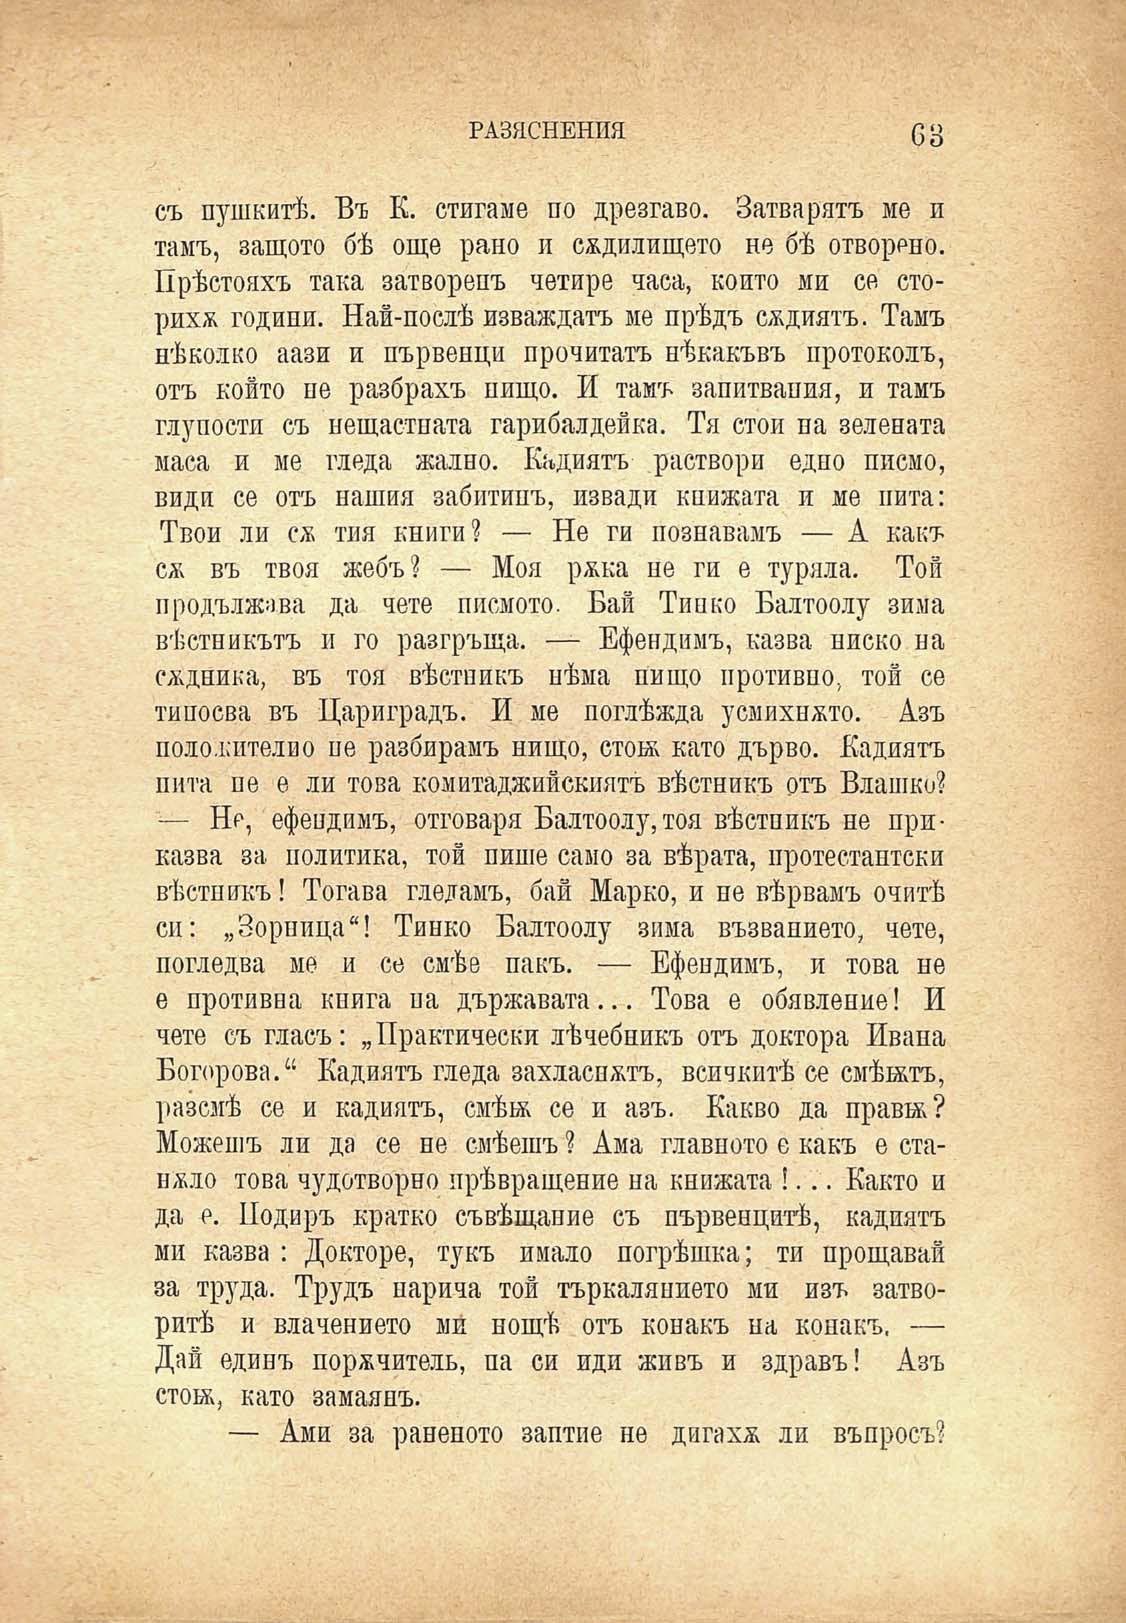 РАЗЯСНЕНИЯ 63
съ пушкитѣ. Въ К. стигаме по дрезгаво. Затварятъ ме и
тамъ, защото бѣ още рано и сѫдилището не бѣ отворено.
Прѣстояхъ така затворенъ четире часа, които ми се сто-
рихѫ години. Най-послѣ изваждатъ ме прѣдъ сѫдиятъ. Тамъ
нѣколко аази и първенци прочитатъ нѣкакъвъ протоколъ,
отъ който не разбрахъ нищо. И тамъ запитвания, и тамъ
глупости съ нещастната гарибалдейка. Тя стои на зелената
маса и ме гледа жално. Кадиятъ раствори едно писмо,
види се отъ нашия забитинъ, извади книжата и ме пита:
Твои ли сѫ тия книги? — Не ги познавамъ — А какъ
сѫ въ твоя жебъ? — Моя рѫка не ги е туряла. Той
продължава да чете писмото. Бай Тинко Балтоолу зима
вѣстникътъ и го разгръща. — Ефендимъ, казва ниско на
сѫдника, въ тоя вѣстникъ нѣма нищо противно, той се
типосва въ Цариградъ. И ме поглѣжда усмихнѫто. Азъ
положително не разбирамъ нищо, стоѭ като дърво. Кадиятъ
пита не е ли това комитаджийскиятъ вѣстникъ отъ Влашко?
— Не, ефендимъ, отговаря Балтоолу, тоя вѣстникъ не при-
казва за политика, той пише само за вѣрата, протестантски
вѣстникъ! Тогава гледамъ, бай Марко, и не вѣрвамъ очитѣ
си: „Зорница“! Тинко Балтоолу зима възванието, чете,
погледва ме и се смѣе пакъ. — Ефендимъ, и това не
е противна книга на държавата... Това е обявление! И
чете съ гласъ: „Практически лѣчебникъ отъ доктора Ивана
Богорова.“ Кадиятъ гледа захласнѫтъ, всичкитѣ се смѣѭтъ,
разсмѣ се и кадиятъ, смѣѭ се и азъ. Какво да правѭ?
Можешъ ли да се не смѣешъ? Ама главното е какъ е ста-
нѫло това чудотворно прѣвращение на книжата!... Както и
да е. Подиръ кратко съвѣщание съ първенцитѣ, кадиятъ
ми казва: Докторе, тукъ имало погрѣшка; ти прощавай
за труда. Трудъ нарича той търкалянието ми изъ затво-
ритѣ и влачението ми нощѣ отъ конакъ на конакъ. —
Дай единъ порѫчитель, па си иди живъ и здравъ! Азъ
стоѭ, като замаянъ.
— Ами за раненото заптие не дигахѫ ли въпросъ?